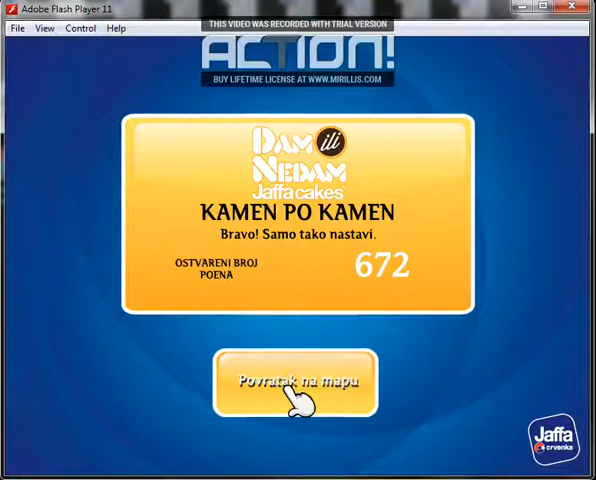 Adobe Flash Player 11
THIS VIDEO WAS RECORDED WITH TRIAL VERSION
File View Control Help
ACTION!
BUY LIFETIME LICENSE AT WWW.MIRILLIS.COM
DAM ili
NEDAM
Jaffa cakes
KAMEN PO KAMEN
Bravo! Samo tako nastavi.
OSTVARENI BROJ
POENA
672
Povratak na mapu
Jaffa
crvenka